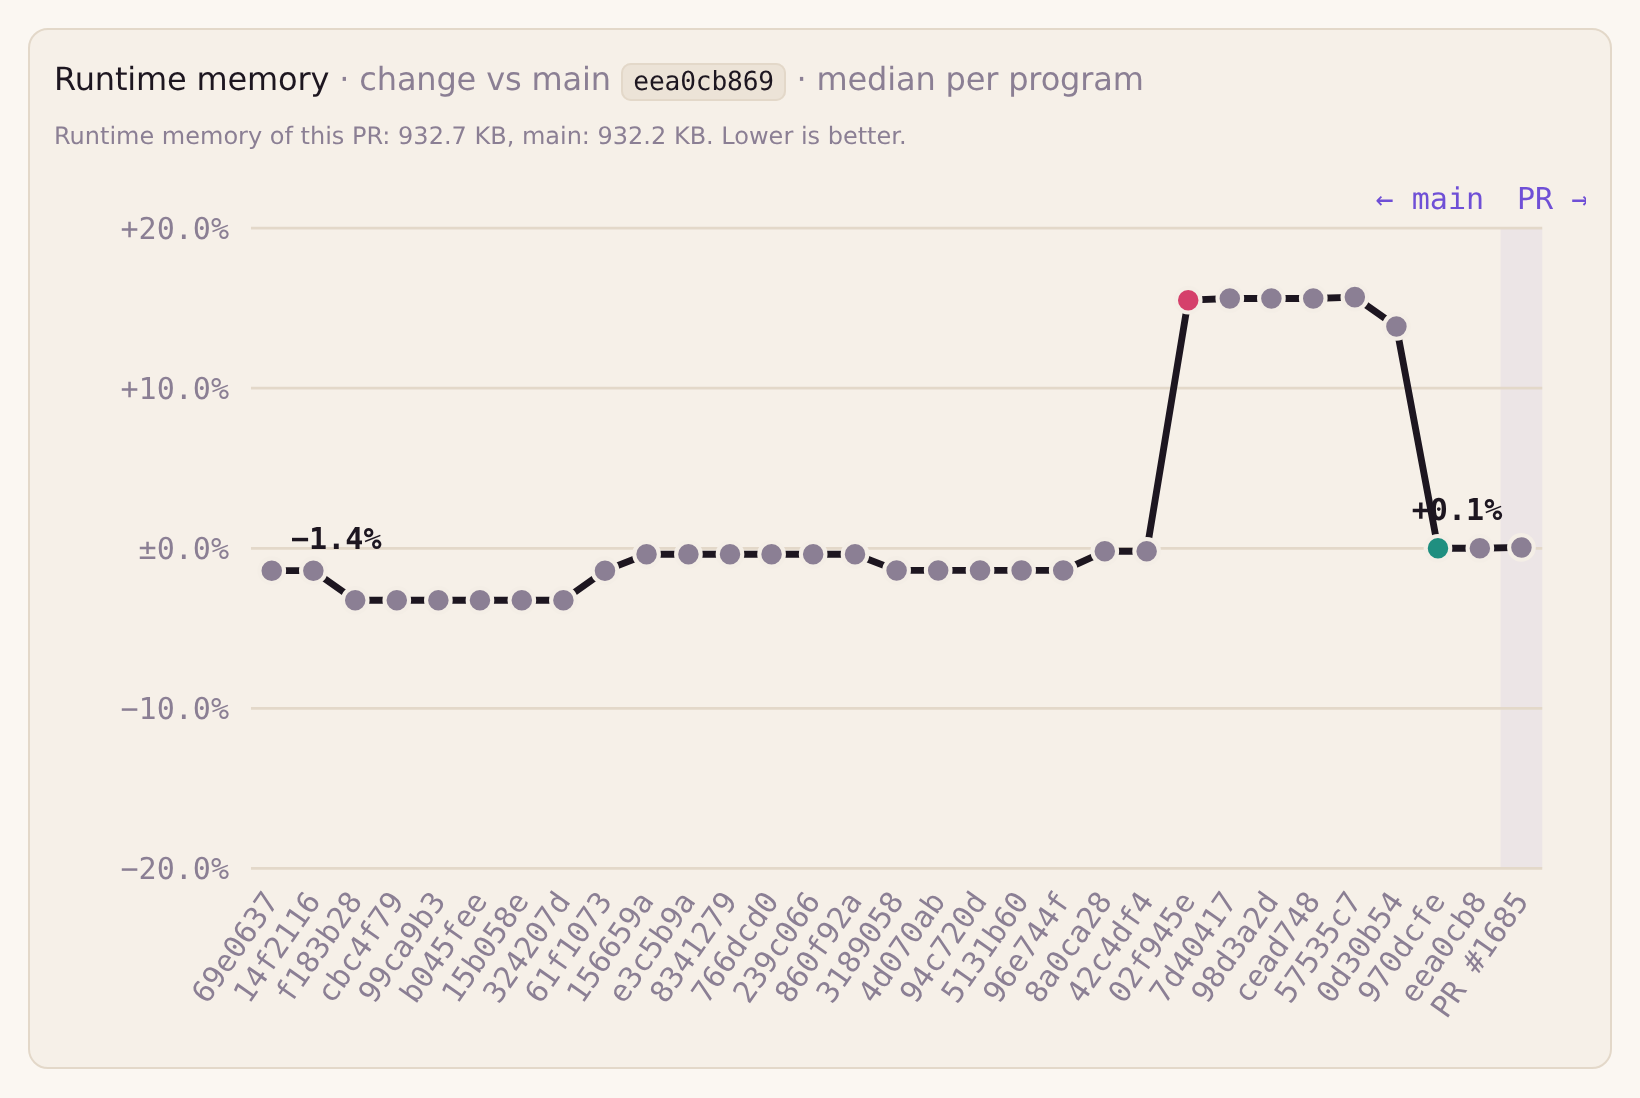 Runtime memory · change vs main eea0cb869 · median per program
Runtime memory of this PR: 932.7 KB, main: 932.2 KB. Lower is better.
← main PR →
+20.0%
+10.0%
±0.0%
−10.0%
−20.0%
−1.4%
+0.1%
69e0637
14f2116
f183b28
cbc4f79
99ca9b3
b045fee
15b058e
324207d
61f1073
156659a
e3c5b9a
8341279
766dcd0
239c066
860f92a
3189058
4d070ab
94c720d
5131b60
96e744f
8a0ca28
42c4df4
02f945e
7d40417
98d3a2d
cead748
57535c7
0d30b54
970dcfe
eea0cb8
PR #1685